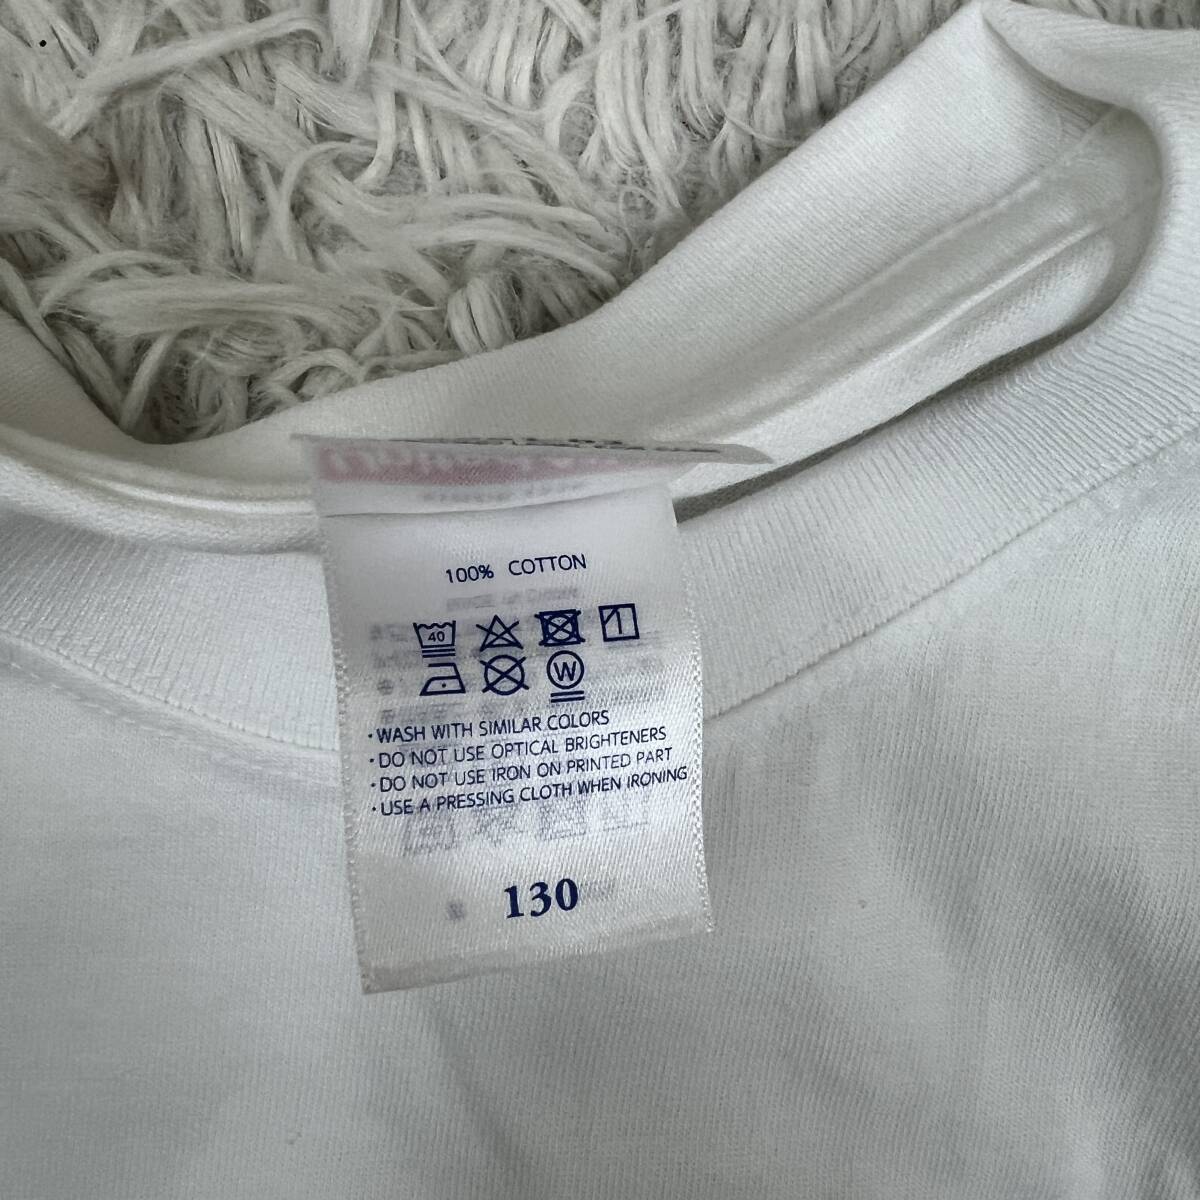 100% COTTON
40
W
·WASH WITH SIMILAR COLORS
·DO NOT USE OPTICAL BRIGHTENERS
·DO NOT USE IRON ON PRINTED PART
·USE A PRESSING CLOTH WHEN IRONING
130